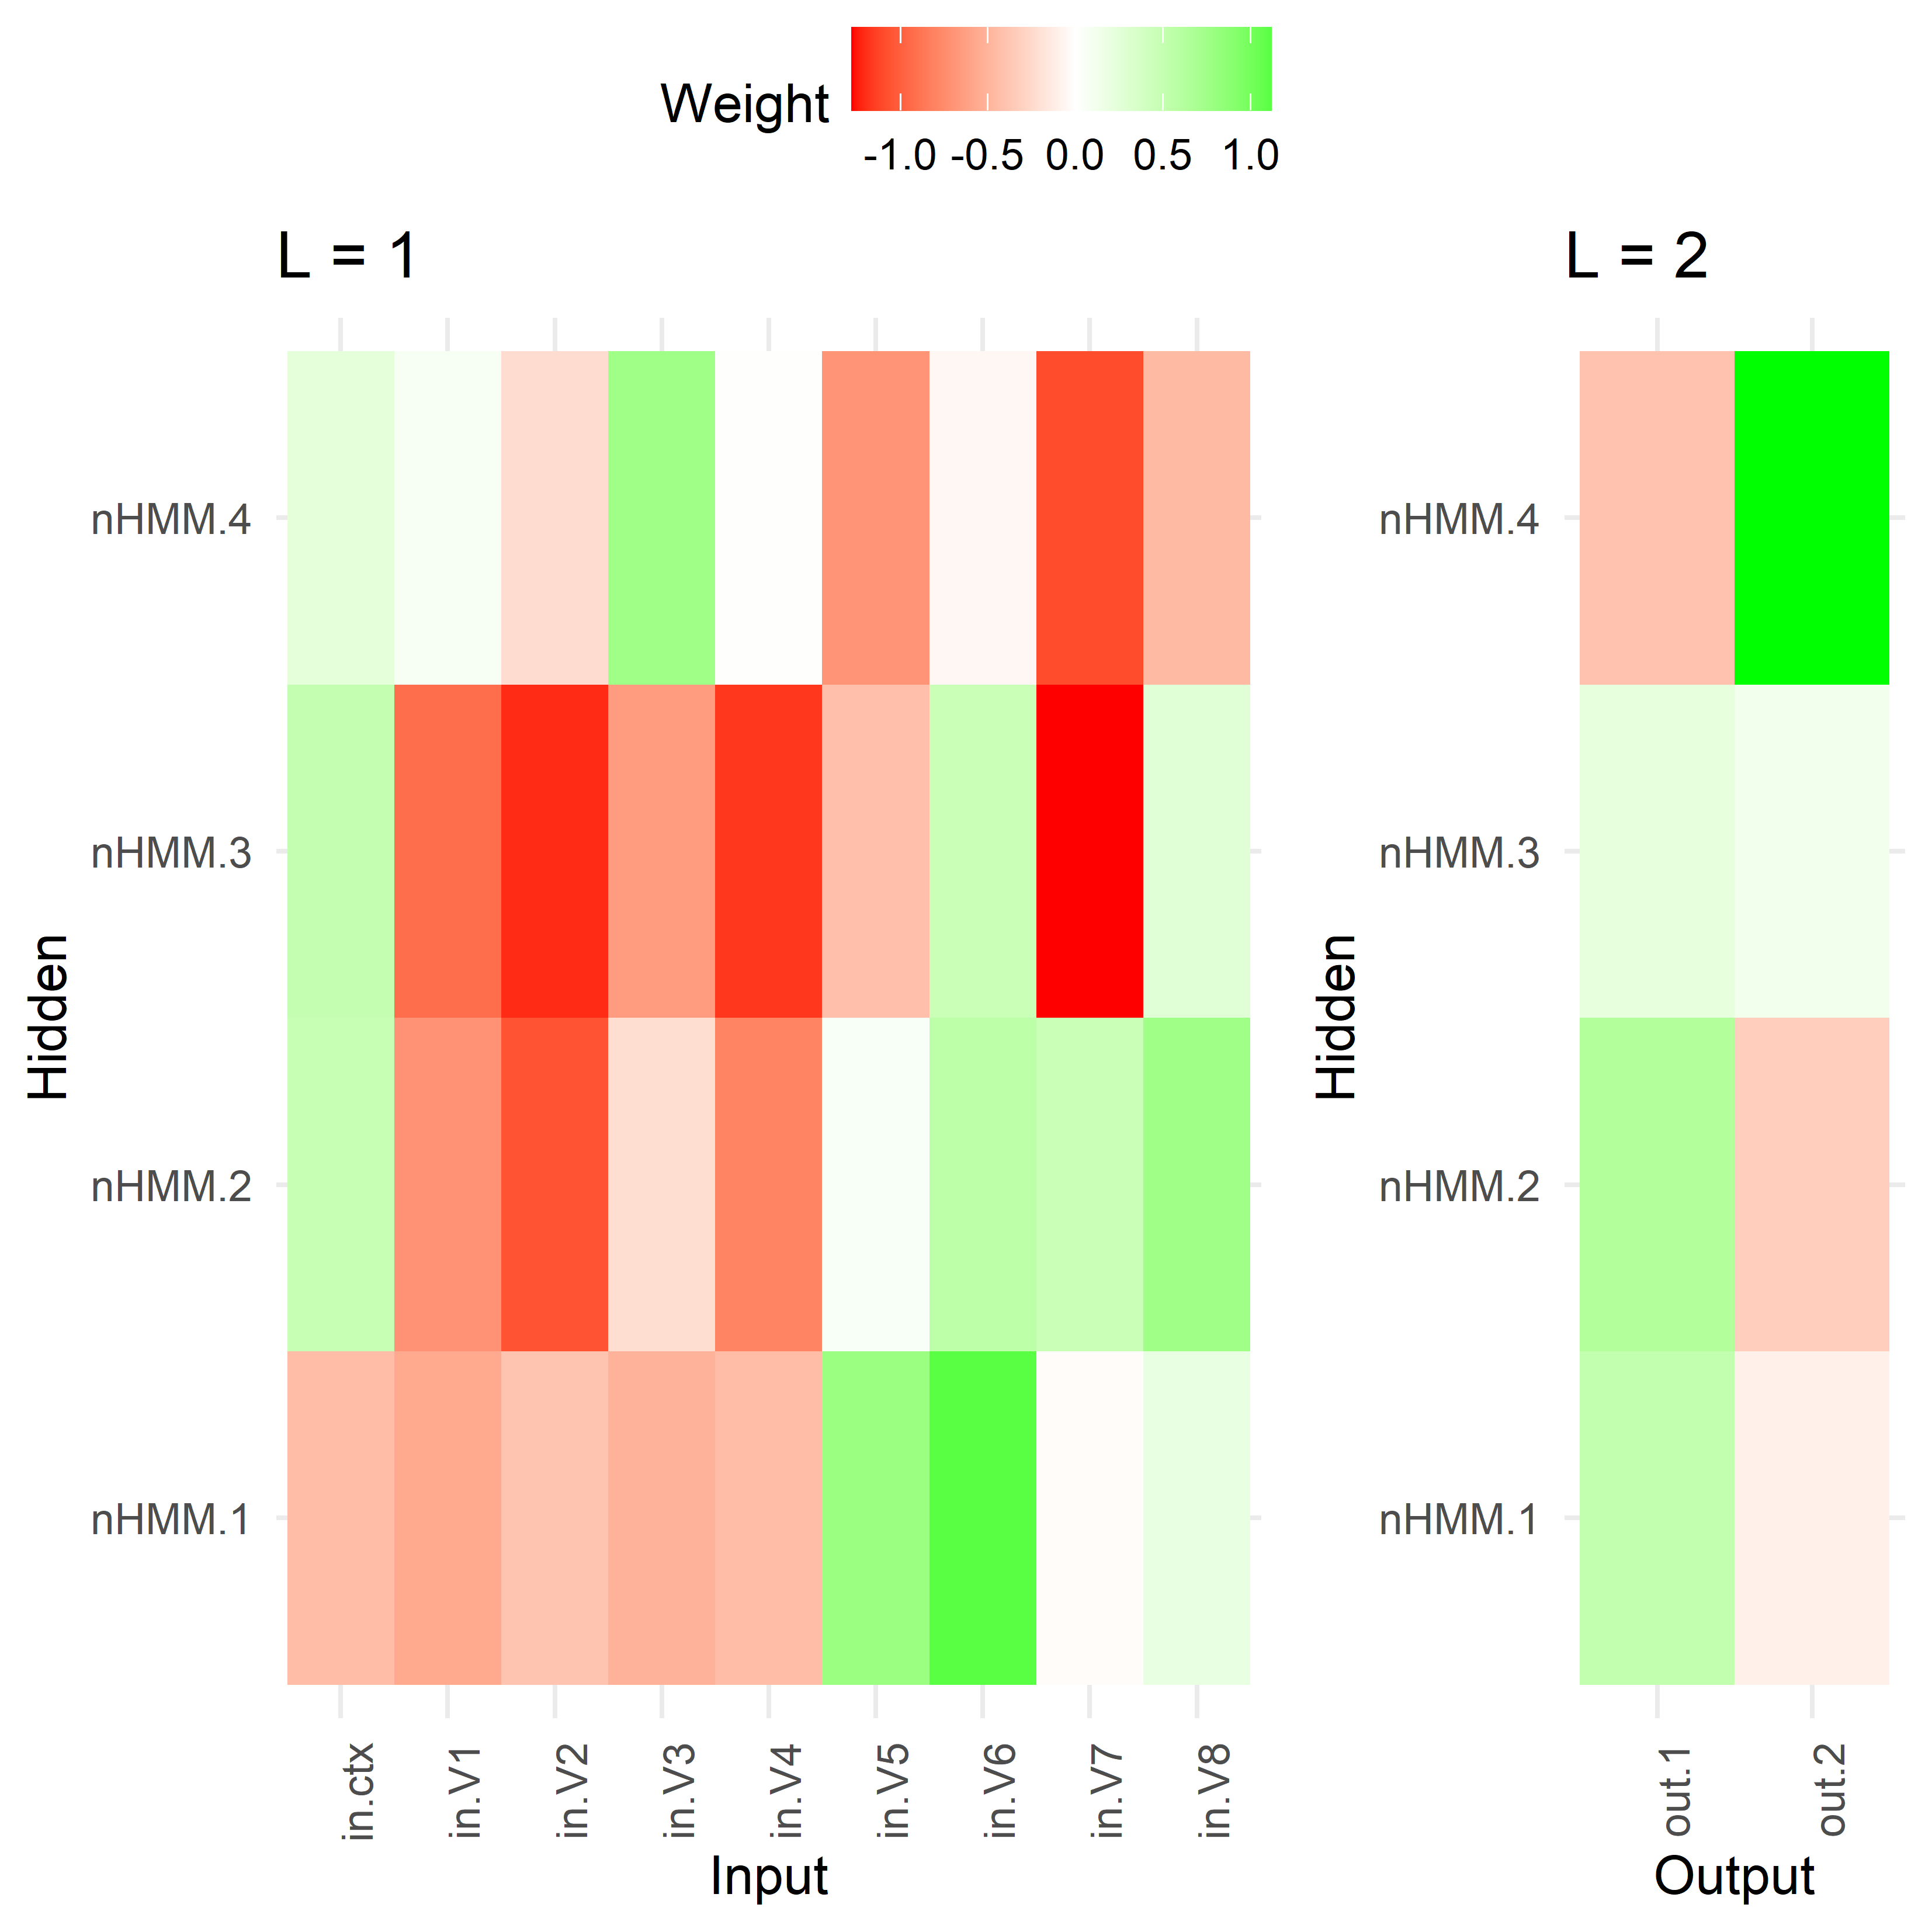 Weight
-1.0 -0.5 0.0 0.5 1.0
L = 1
nHMM.4
nHMM.3
nHMM.2
nHMM.1
Hidden
in.ctx
in.V1
in.V2
in.V3
in.V4
in.V5
in.V6
in.V7
in.V8
Input
L = 2
nHMM.4
nHMM.3
nHMM.2
nHMM.1
Hidden
out.1
out.2
Output